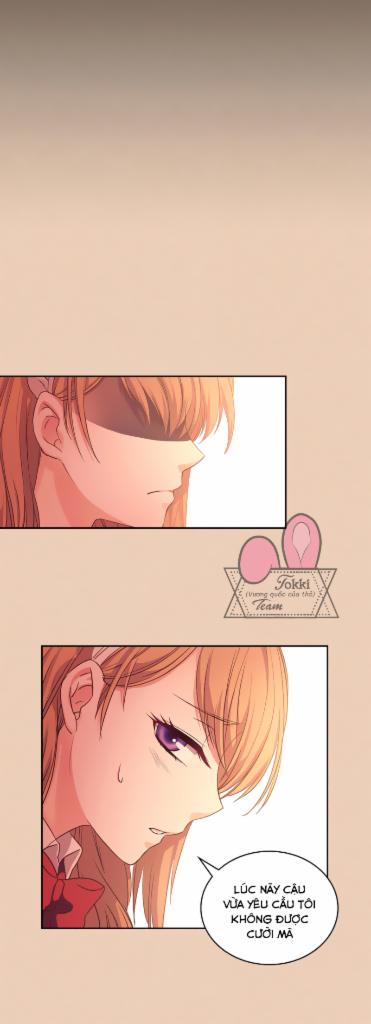 Tokki
(Vương quốc của thỏ)
Team
LÚC NÃY CẬU
VỪA YÊU CẦU TÔI
KHÔNG ĐƯỢC
CƯỜI MÀ